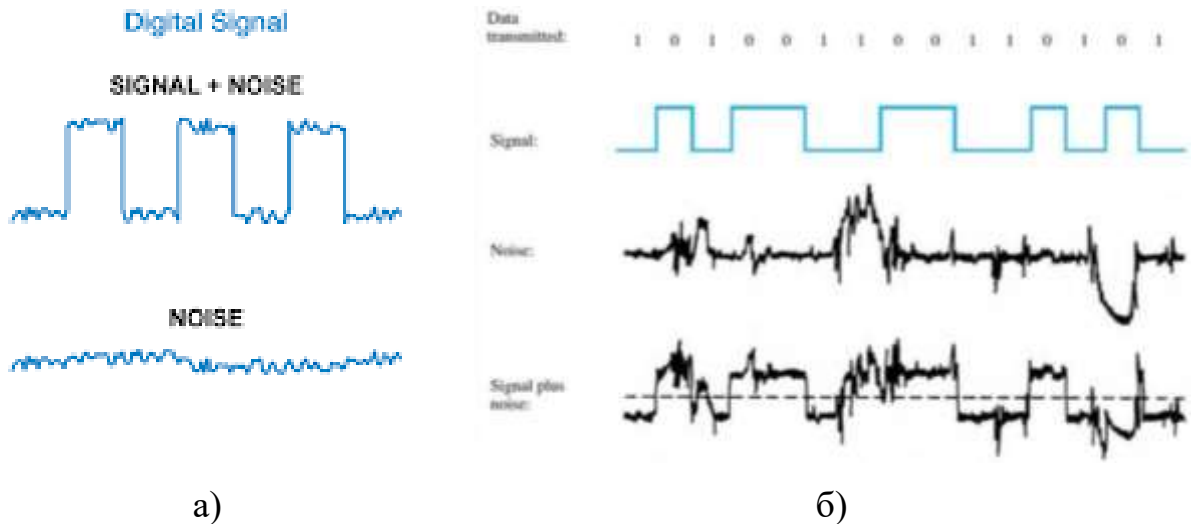 Digital Signal
SIGNAL + NOISE
NOISE
а)
Data
transmitted:
1 0 1 0 0 1 1 0 0 1 1 0 1 0 1
Signal:
Noise:
Signal plus
noise:
б)